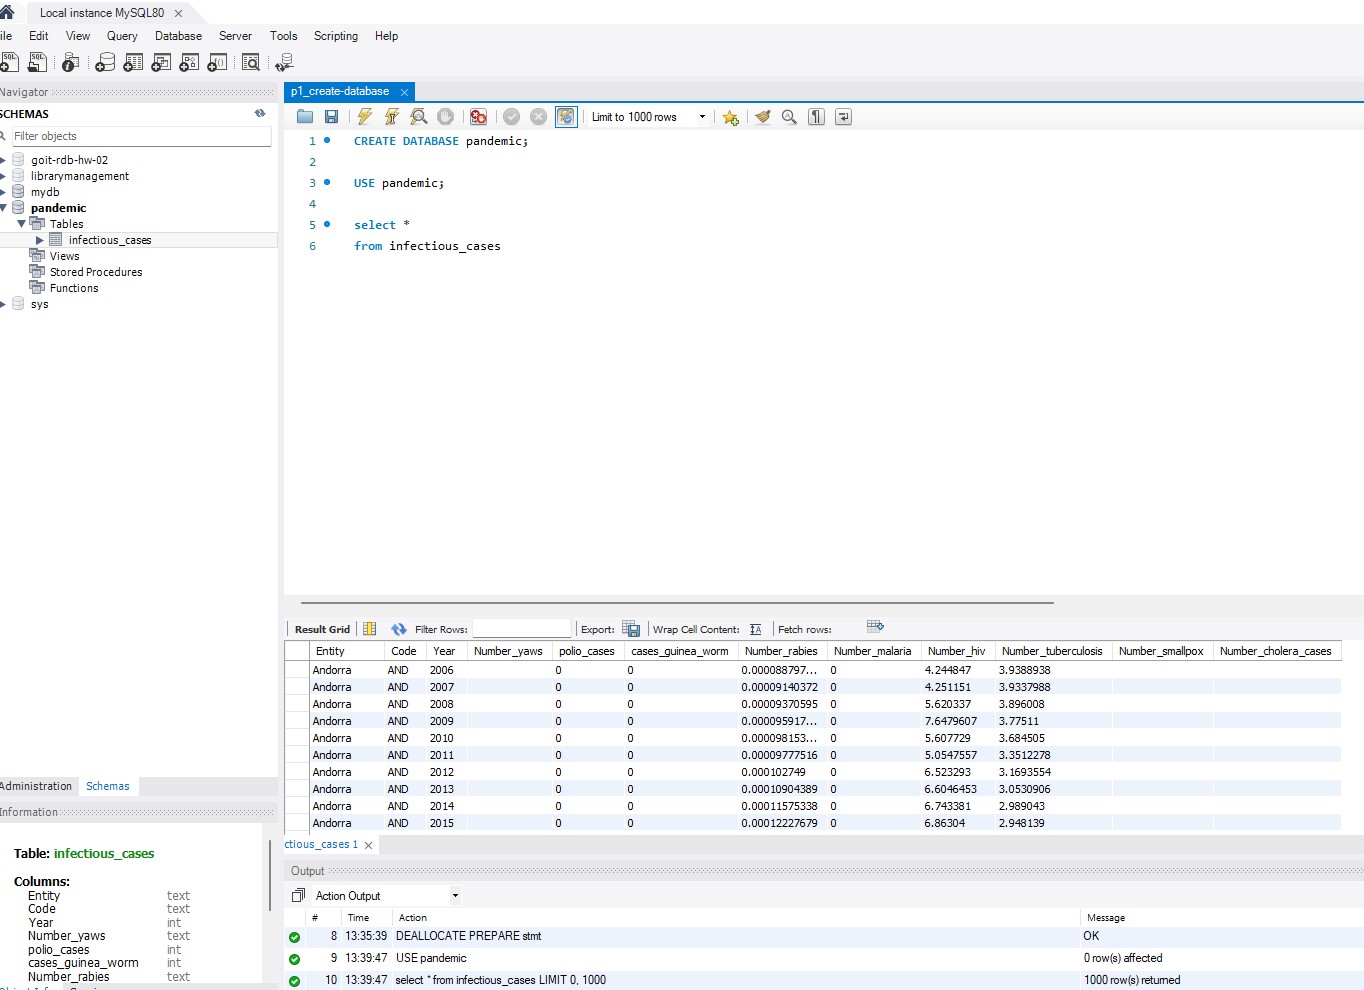 Local instance MySQL80
ile Edit View Query Database Server Tools Scripting Help
Navigator
SCHEMAS
Filter objects
goit-rdb-hw-02
librarymanagement
mydb
pandemic
Tables
infectious_cases
Views
Stored Procedures
Functions
sys
Administration Schemas
Information
Table: infectious_cases
Columns:
Entity text
Code text
Year int
Number_yaws text
polio_cases int
cases_guinea_worm int
Number_rabies text
p1_create-database
Limit to 1000 rows
1 CREATE DATABASE pandemic;
2
3 USE pandemic;
4
5 select *
6 from infectious_cases
Result Grid Filter Rows: Export: Wrap Cell Content: Fetch rows:
Entity Code Year Number_yaws polio_cases cases_guinea_worm Number_rabies Number_malaria Number_hiv Number_tuberculosis Number_smallpox Number_cholera_cases
Andorra AND 2006 0 0 0.000088797... 0 4.244847 3.9388938
Andorra AND 2007 0 0 0.00009140372 0 4.251151 3.9337988
Andorra AND 2008 0 0 0.00009370595 0 5.620337 3.896008
Andorra AND 2009 0 0 0.000095917... 0 7.6479607 3.77511
Andorra AND 2010 0 0 0.000098153... 0 5.607729 3.684505
Andorra AND 2011 0 0 0.00009777516 0 5.0547557 3.3512278
Andorra AND 2012 0 0 0.000102749 0 6.523293 3.1693554
Andorra AND 2013 0 0 0.00010904389 0 6.6046453 3.0530906
Andorra AND 2014 0 0 0.00011575338 0 6.743381 2.989043
Andorra AND 2015 0 0 0.00012227679 0 6.86304 2.948139
ctious_cases 1
Output
Action Output
# Time Action Message
8 13:35:39 DEALLOCATE PREPARE stmt OK
9 13:39:47 USE pandemic 0 row(s) affected
10 13:39:47 select * from infectious_cases LIMIT 0, 1000 1000 row(s) returned